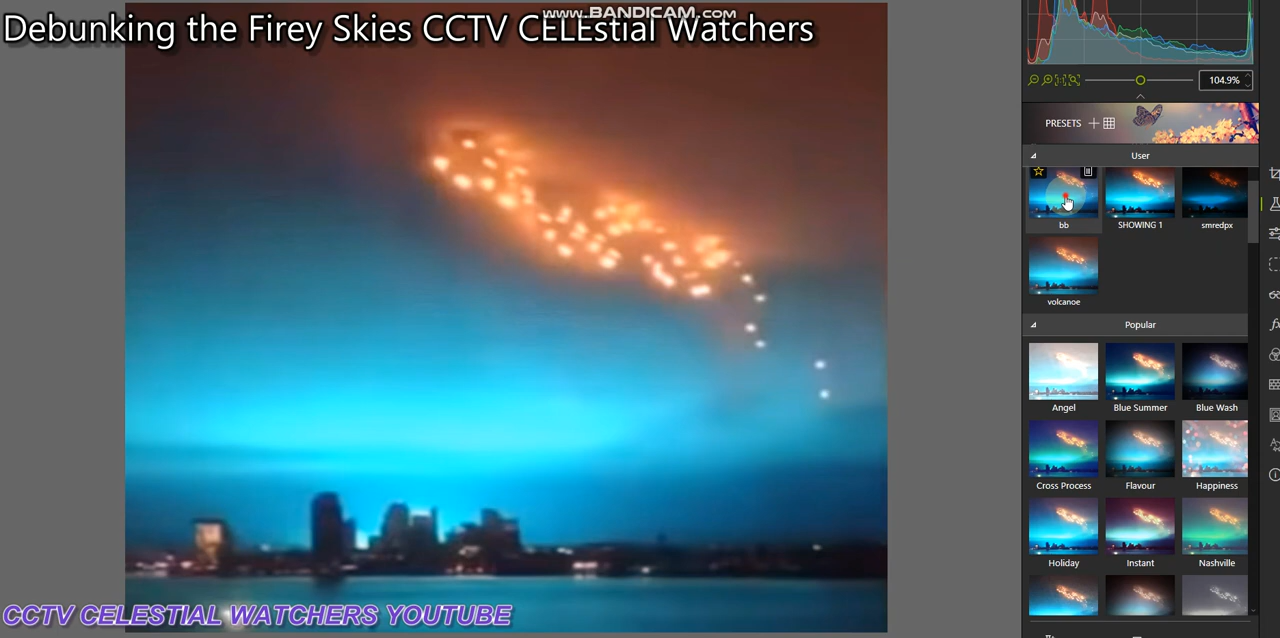 www.BANDICAM.com
Debunking the Firey Skies CCTV CELEstial Watchers
104.9%
PRESETS
User
bb
SHOWING 1
smredpx
volcanoe
Popular
Angel
Blue Summer
Blue Wash
Cross Process
Flavour
Happiness
Holiday
Instant
Nashville
CCTV CELESTIAL WATCHERS YOUTUBE